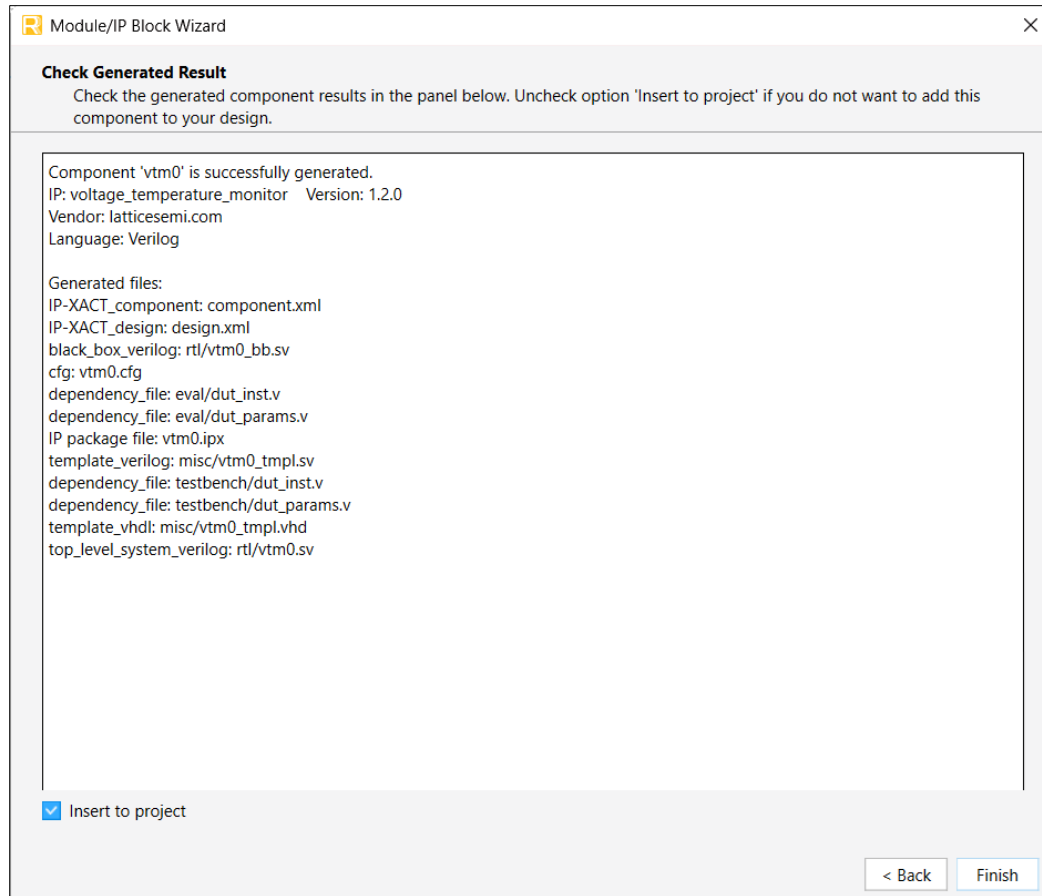 Module/IP Block Wizard
Check Generated Result
Check the generated component results in the panel below. Uncheck option 'Insert to project' if you do not want to add this
component to your design.
Component 'vtm0' is successfully generated.
IP: voltage_temperature_monitor    Version: 1.2.0
Vendor: latticesemi.com
Language: Verilog
Generated files:
IP-XACT_component: component.xml
IP-XACT_design: design.xml
black_box_verilog: rtl/vtm0_bb.sv
cfg: vtm0.cfg
dependency_file: eval/dut_inst.v
dependency_file: eval/dut_params.v
IP package file: vtm0.ipx
template_verilog: misc/vtm0_tmpl.sv
dependency_file: testbench/dut_inst.v
dependency_file: testbench/dut_params.v
template_vhdl: misc/vtm0_tmpl.vhd
top_level_system_verilog: rtl/vtm0.sv
Insert to project
< Back    Finish